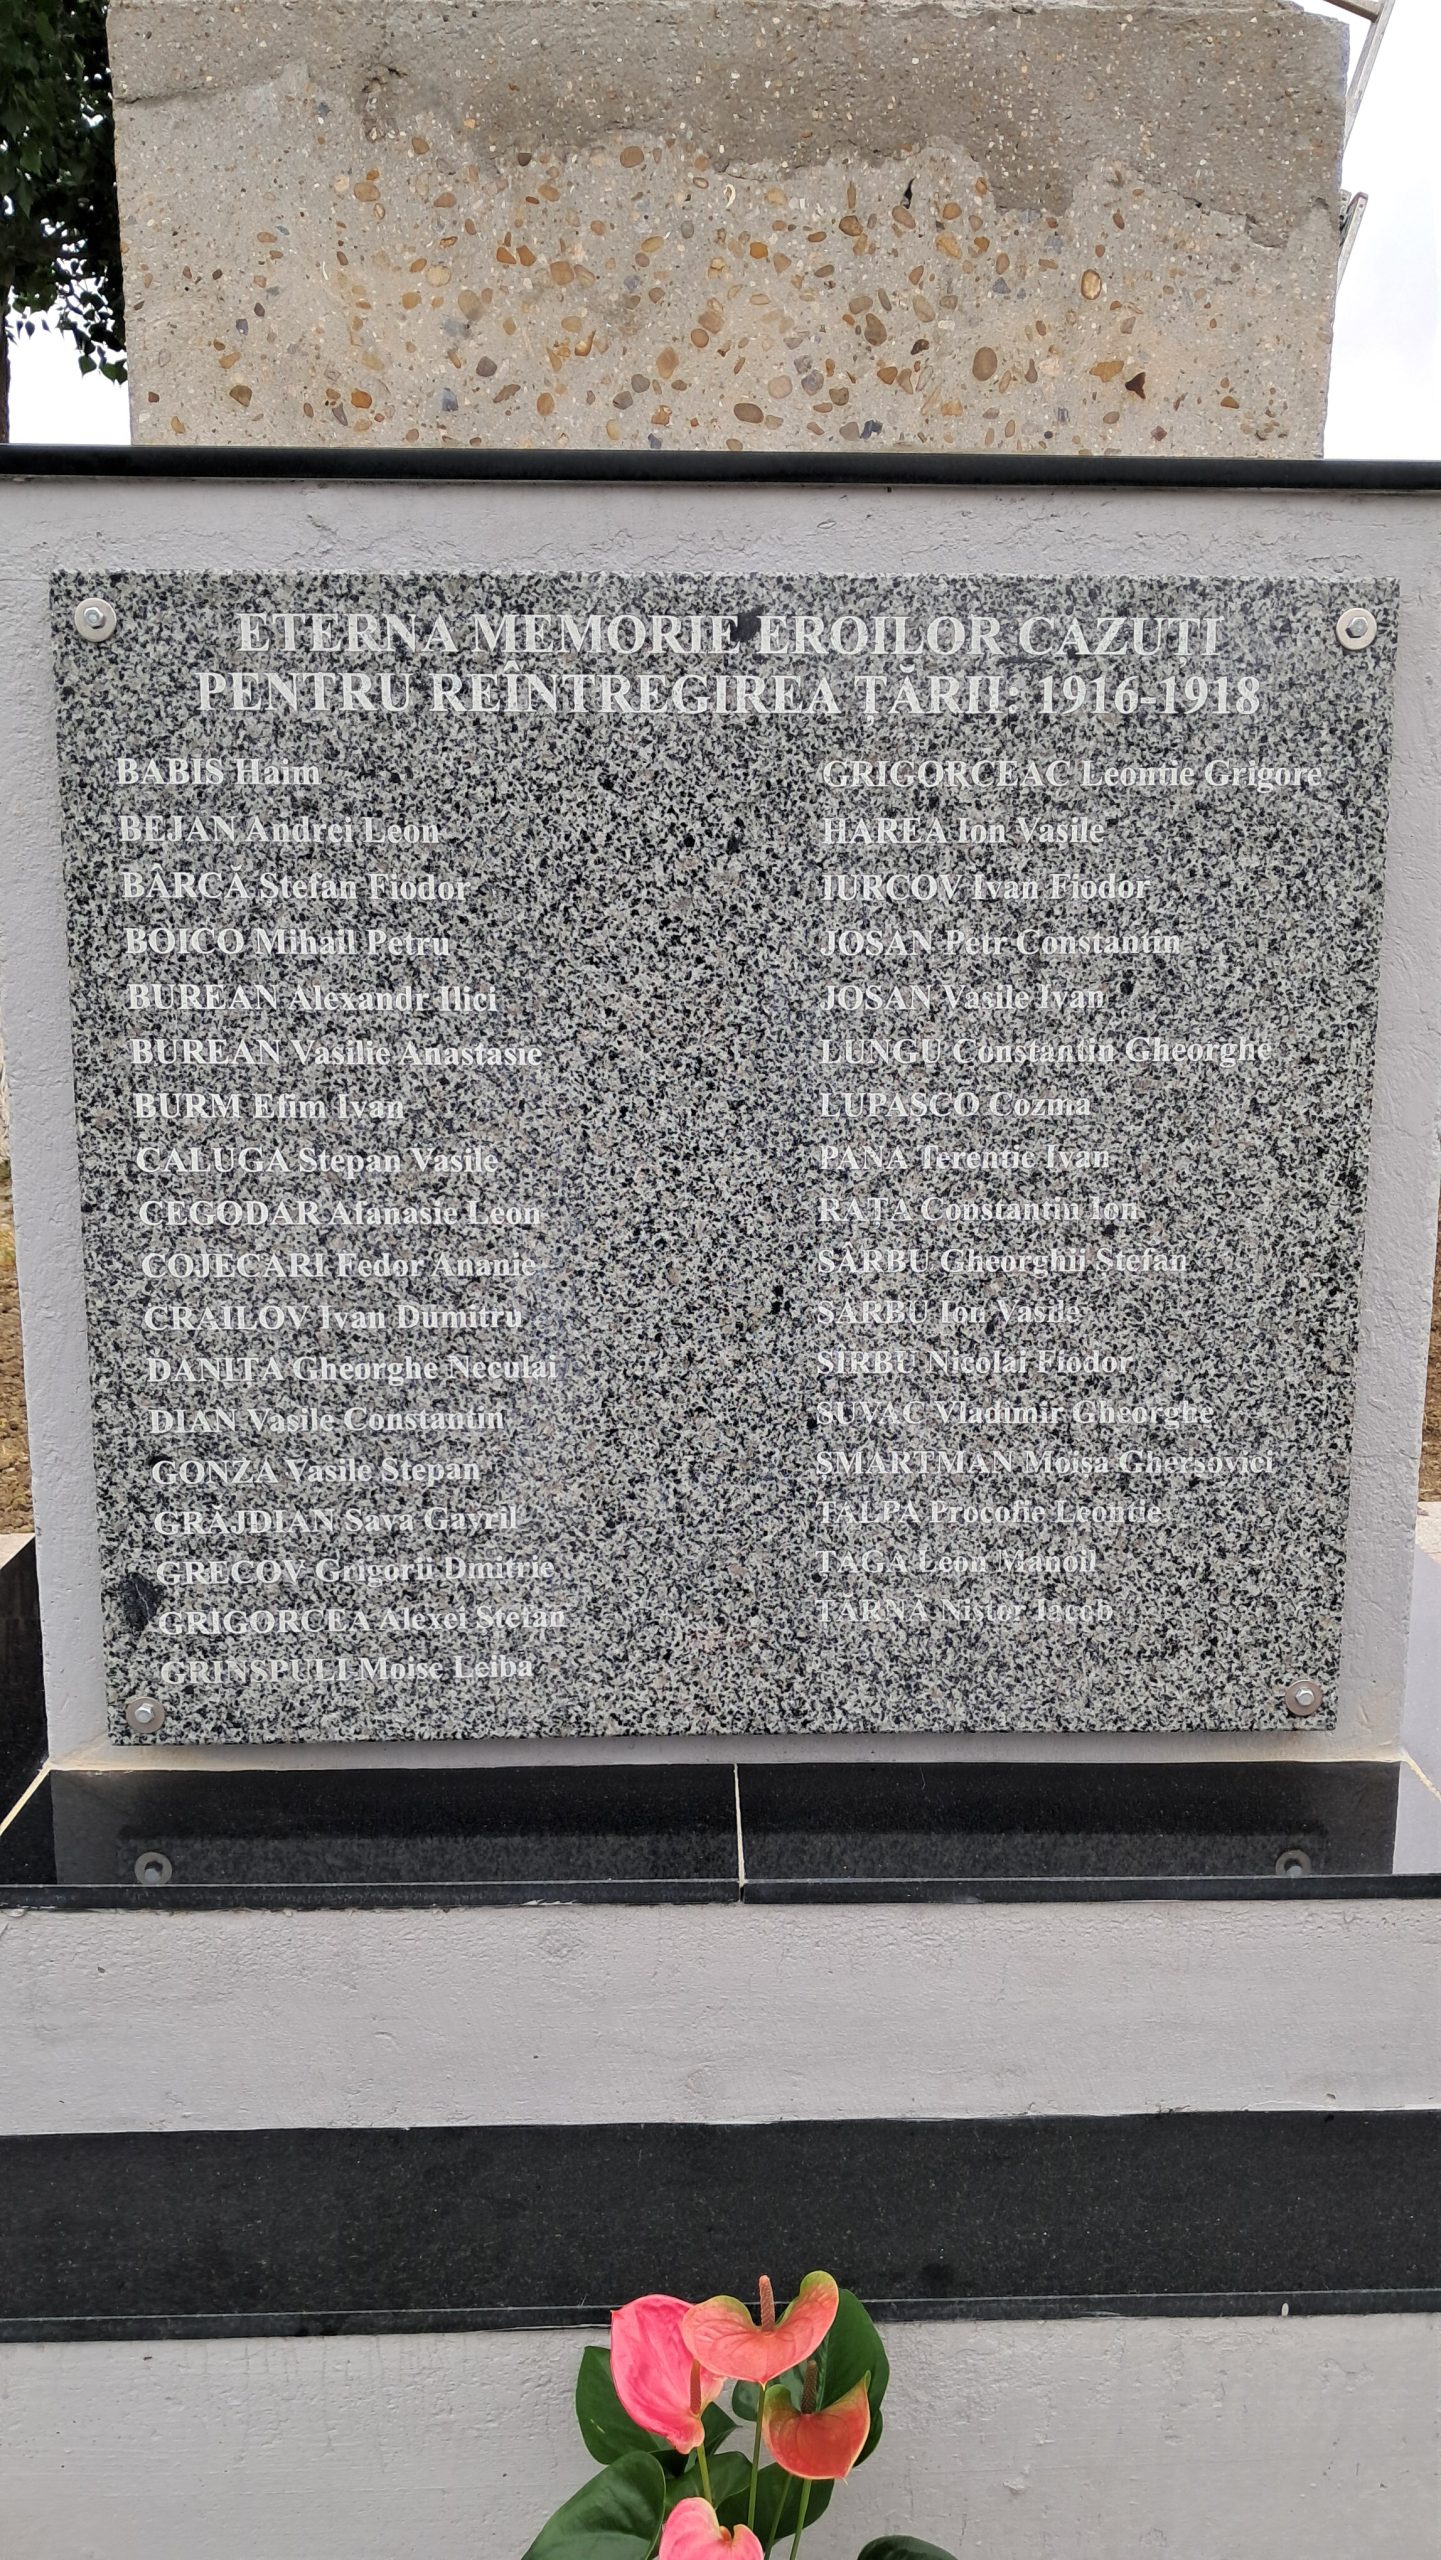 ETERNA MEMORIE EROILOR CAZUȚI
PENTRU REÎNTREGIREA ȚĂRII: 1916-1918
BABIS Haim
BEJAN Andrei Leon
BÂRCĂ Ștefan Fiodor
BOICO Mihail Petru
BUREAN Alexandr Ilici
BUREAN Vasilie Anastasie
BURM Efim Ivan
CALUGA Stepan Vasile
CEGODAR Afanasie Leon
COJECARI Fedor Ananie
CRAILOV Ivan Dumitru
DANITA Gheorghe Neculai
DIAN Vasile Constantin
GONZA Vasile Stepan
GRĂJDIAN Sava Gavril
GRECOV Grigorii Dmitrie
GRIGORCEA Alexei Stefan
GRINSPULI Moise Leiba
GRIGORCEAC Leontie Grigore
HAREA Ion Vasile
IURCOV Ivan Fiodor
JOSAN Petr Constantin
JOSAN Vasile Ivan
LUNGU Constantin Gheorghe
LUPAȘCO Cozma
PANA Terentie Ivan
RAȚA Constantin Ion
SÂRBU Gheorghii Ștefan
SÂRBU Ion Vasile
SÎRBU Nicolai Fiodor
SUVAC Vladimir Gheorghe
ȘMARTMAN Moișa Ghersovici
TALPA Procofie Leontie
ȚAGA Leon Manoil
ȚĂRNĂ Nistor Iacob